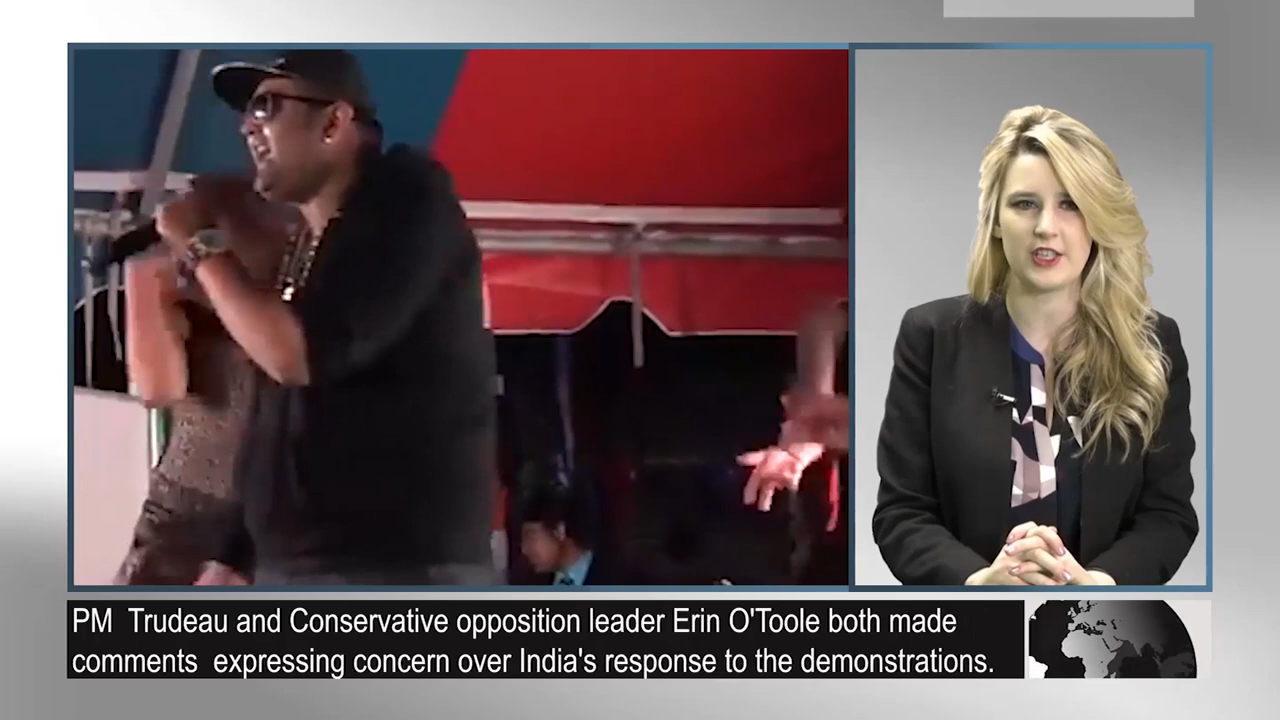 PM  Trudeau and Conservative opposition leader Erin O'Toole both made
comments  expressing concern over India's response to the demonstrations.